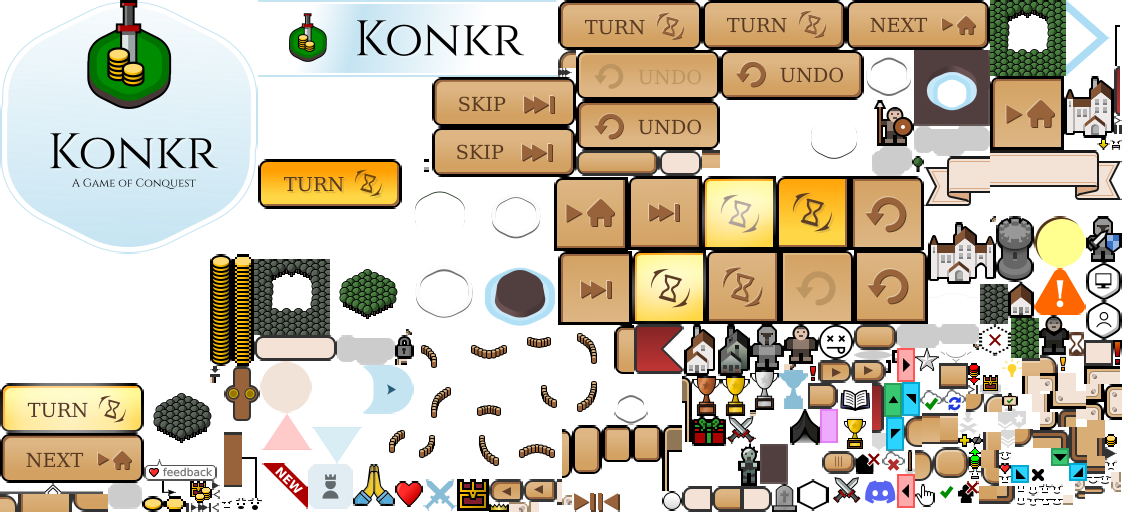 KONKR
A GAME OF CONQUEST
KONKR
TURN
TURN
NEXT
UNDO
UNDO
SKIP
UNDO
SKIP
TURN
TURN
NEXT
feedback
NEW